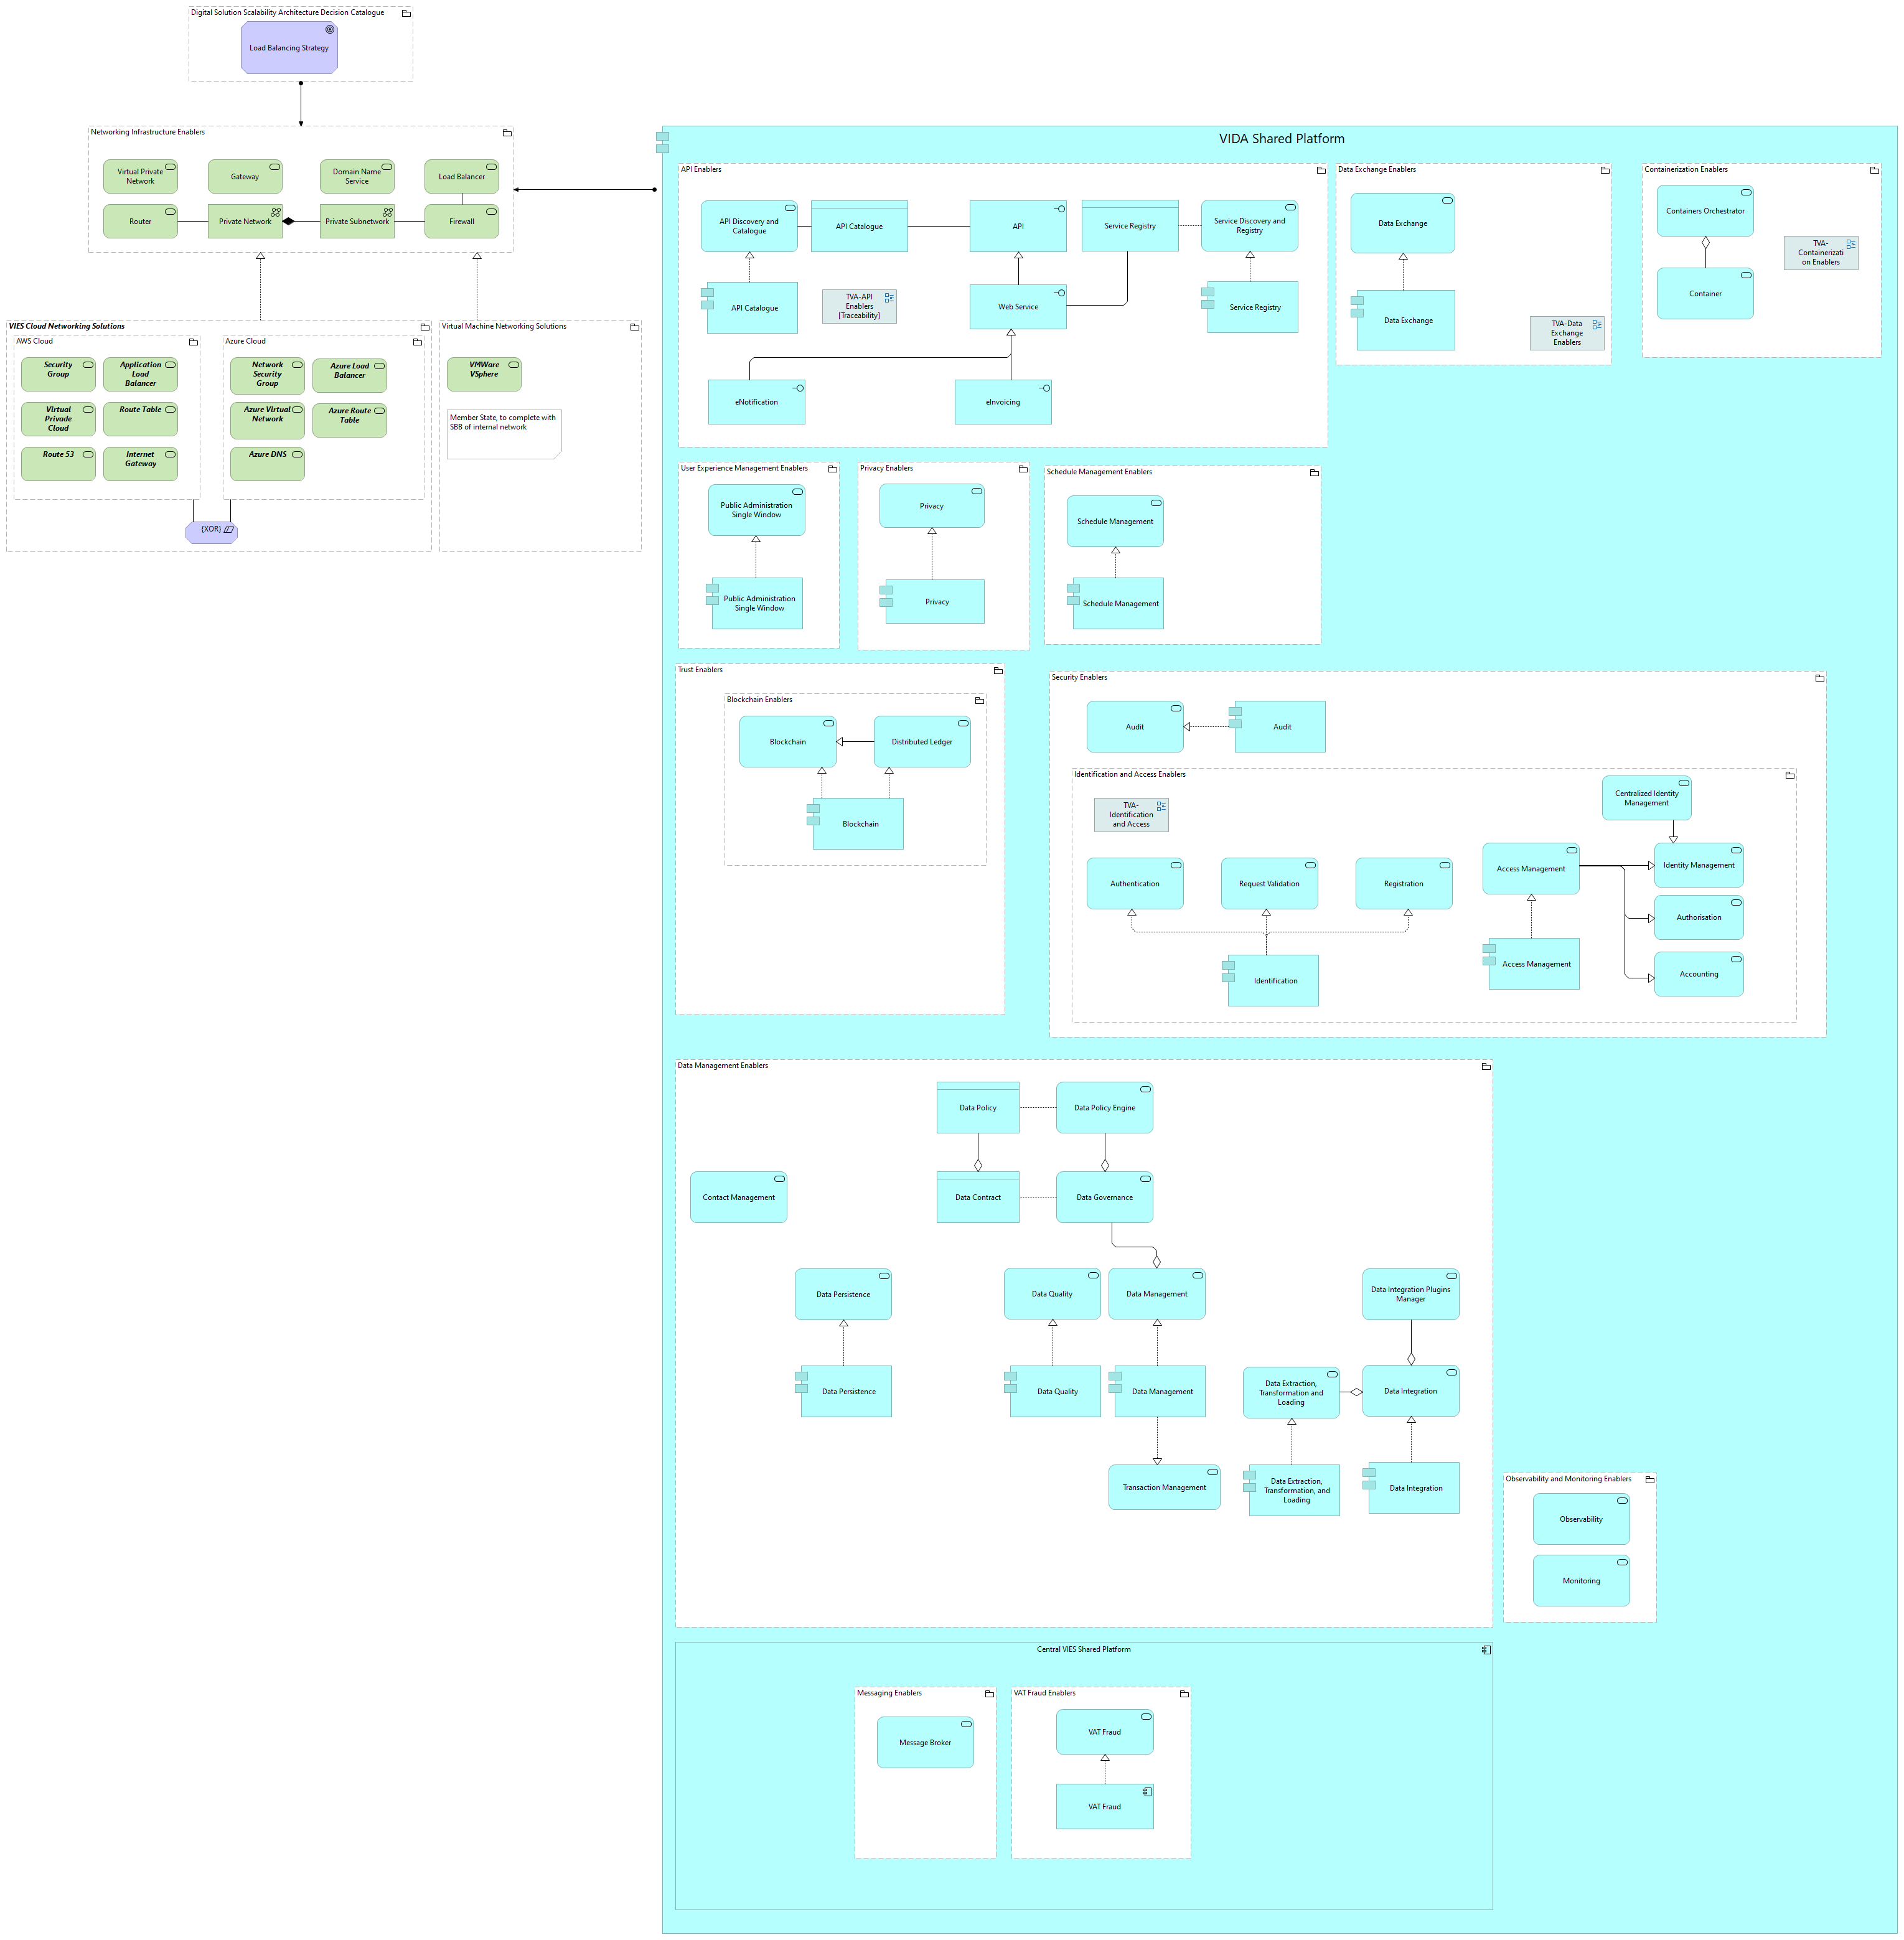 Digital Solution Scalability Architecture Decision Catalogue
Load Balancing Strategy
Networking Infrastructure Enablers
Virtual Private
Network
Gateway
Domain Name
Service
Load Balancer
Router
Private Network
Private Subnetwork
Firewall
VIES Cloud Networking Solutions
AWS Cloud
Security
Group
Application
Load
Balancer
Virtual
Privade
Cloud
Route Table
Route 53
Internet
Gateway
Azure Cloud
Network
Security
Group
Azure Load
Balancer
Azure Virtual
Network
Azure Route
Table
Azure DNS
{XOR}
Virtual Machine Networking Solutions
VMWare
VSphere
Member State, to complete with
SBB of internal network
VIDA Shared Platform
API Enablers
API Discovery and
Catalogue
API Catalogue
API
Service Registry
Service Discovery and
Registry
API Catalogue
TVA-API
Enablers
[Traceability]
Web Service
Service Registry
eNotification
eInvoicing
Data Exchange Enablers
Data Exchange
Data Exchange
TVA-Data
Exchange
Enablers
Containerization Enablers
Containers Orchestrator
TVA-
Containerizati
on Enablers
Container
User Experience Management Enablers
Public Administration
Single Window
Public Administration
Single Window
Privacy Enablers
Privacy
Privacy
Schedule Management Enablers
Schedule Management
Schedule Management
Trust Enablers
Blockchain Enablers
Blockchain
Distributed Ledger
Blockchain
Security Enablers
Audit
Audit
Identification and Access Enablers
TVA-
Identification
and Access
Centralized Identity
Management
Authentication
Request Validation
Registration
Access Management
Identity Management
Authorisation
Identification
Access Management
Accounting
Data Management Enablers
Data Policy
Data Policy Engine
Contact Management
Data Contract
Data Governance
Data Persistence
Data Quality
Data Management
Data Integration Plugins
Manager
Data Persistence
Data Quality
Data Management
Data Extraction,
Transformation and
Loading
Data Integration
Transaction Management
Data Extraction,
Transformation, and
Loading
Data Integration
Observability and Monitoring Enablers
Observability
Monitoring
Central VIES Shared Platform
Messaging Enablers
Message Broker
VAT Fraud Enablers
VAT Fraud
VAT Fraud